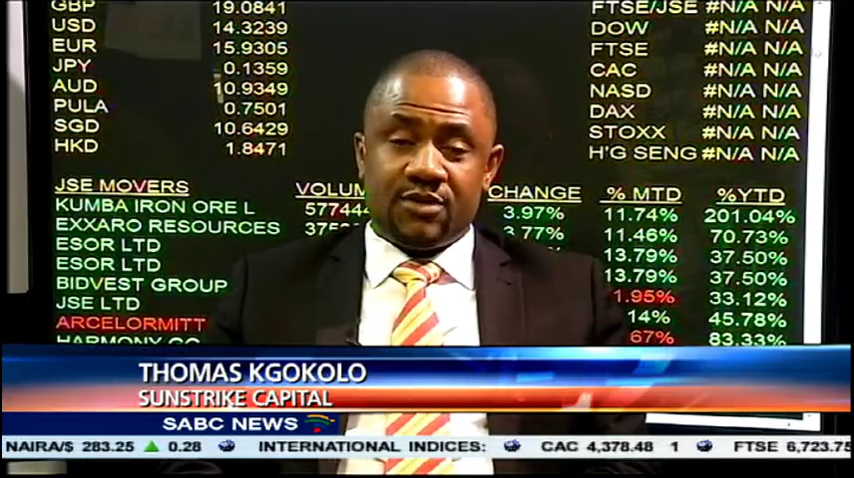 GBP 19.0841 FTSE/JSE #N/A N/A
USD 14.3239 DOW #N/A N/A
EUR 15.9305 FTSE #N/A N/A
JPY 0.1359 CAC #N/A N/A
AUD 10.9349 NASD #N/A N/A
PULA 0.7501 DAX #N/A N/A
SGD 10.6429 STOXX #N/A N/A
HKD 1.8471 H'G SENG #N/A N/A
JSE MOVERS CHANGE % MTD %YTD
KUMBA IRON ORE L 3.97% 11.74% 201.04%
EXXARO RESOURCES 3.77% 11.46% 70.73%
ESOR LTD 13.79% 37.50%
ESOR LTD 13.79% 37.50%
BIDVEST GROUP 1.95% 33.12%
JSE LTD 14% 45.78%
ARCELORMITT 67% 83.33%
THOMAS KGOKOLO
SUNSTRIKE CAPITAL
SABC NEWS
NAIRA/$ 283.25 0.28 INTERNATIONAL INDICES: CAC 4,378.48 1 FTSE 6,723.75